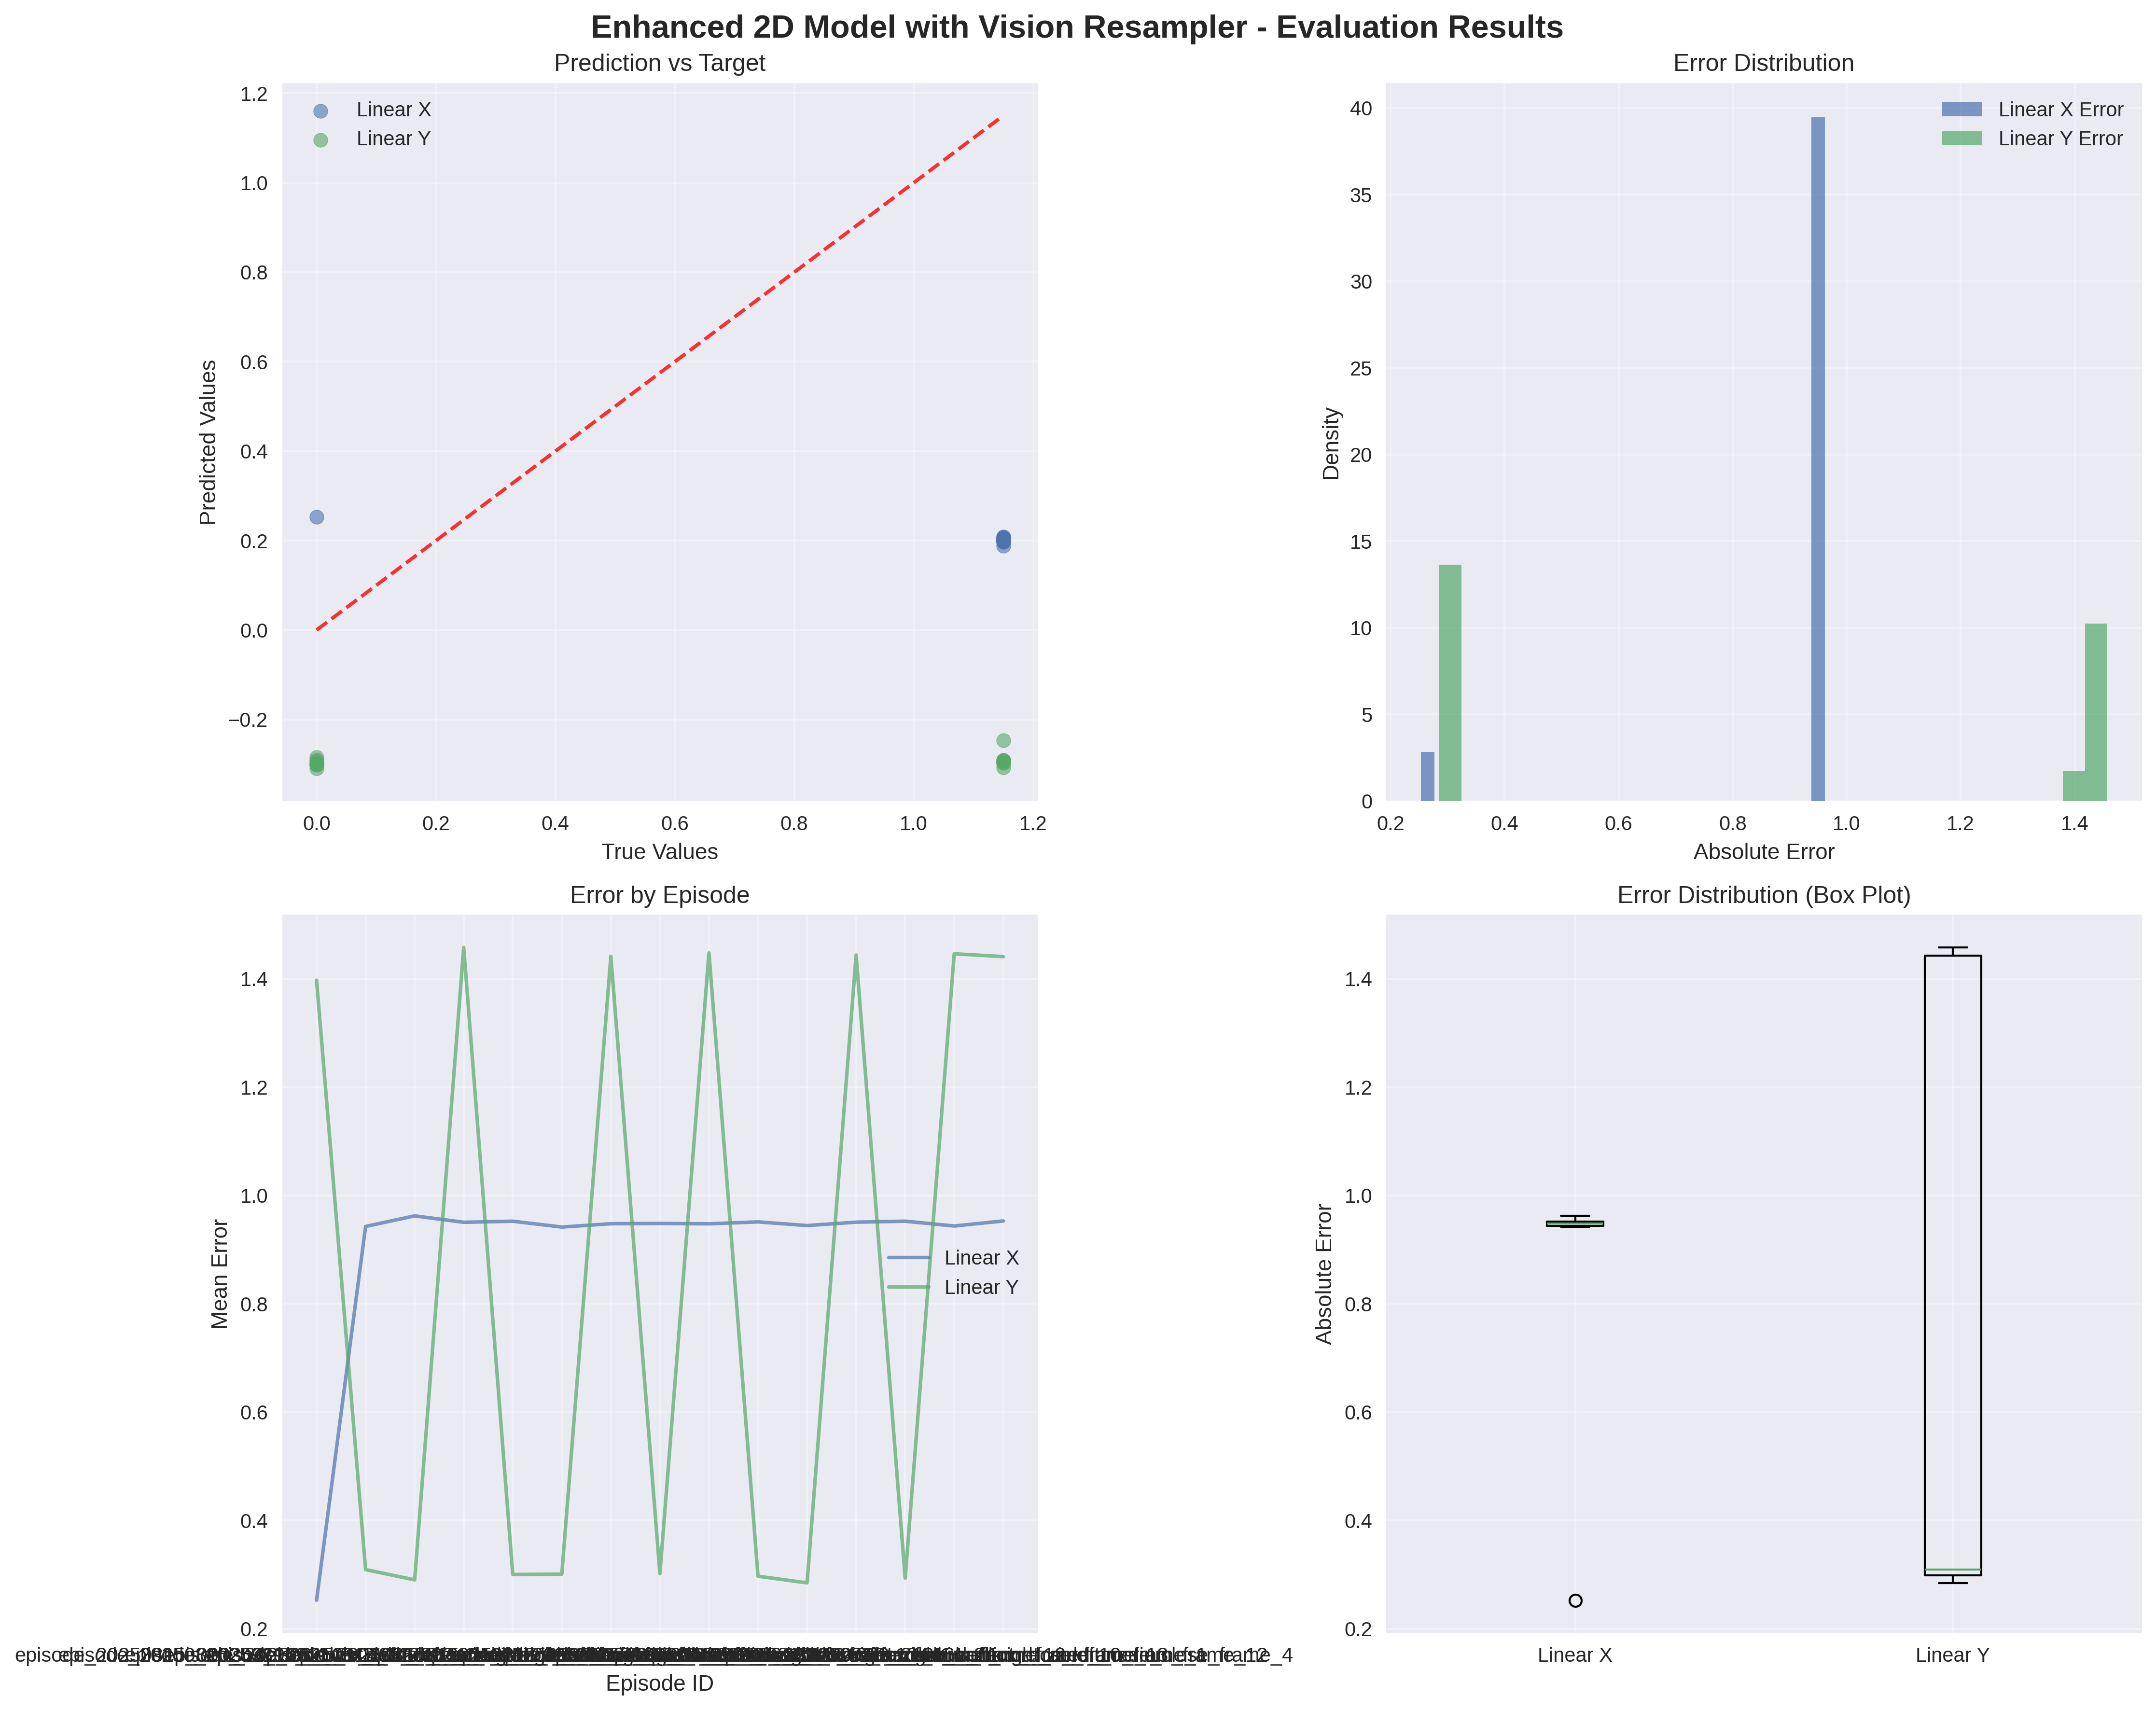 Enhanced 2D Model with Vision Resampler - Evaluation Results
Prediction vs Target
1.2
1.0
0.8
0.6
0.4
0.2
0.0
−0.2
Predicted Values
Linear X
Linear Y
0.0 0.2 0.4 0.6 0.8 1.0 1.2
True Values
Error Distribution
40
35
30
25
20
15
10
5
0
Density
Linear X Error
Linear Y Error
0.2 0.4 0.6 0.8 1.0 1.2 1.4
Absolute Error
Error by Episode
1.4
1.2
1.0
0.8
0.6
0.4
0.2
Mean Error
Linear X
Linear Y
Episode ID
Error Distribution (Box Plot)
1.4
1.2
1.0
0.8
0.6
0.4
0.2
Absolute Error
Linear X Linear Y